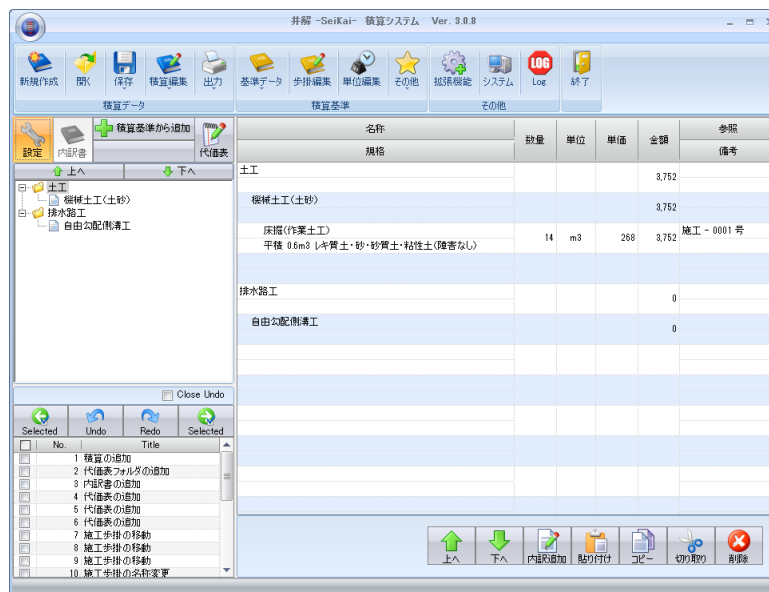 井解 -SeiKai- 積算システム Ver. 3.0.8
新規作成 開く 保存 積算編集 出力 基準データ 歩掛編集 単位編集 その他 拡張機能 システム Log 終了
LOG
積算データ 積算基準 その他
設定 内訳書 積算基準から追加 代価表
上へ 下へ
土工
機械土工(土砂)
排水路工
自由勾配側溝工
Close Undo
Selected Undo Redo Selected
No. Title
1 積算の追加
2 代価表フォルダの追加
3 内訳書の追加
4 代価表の追加
5 代価表の追加
6 代価表の追加
7 施工歩掛の移動
8 施工歩掛の移動
9 施工歩掛の移動
10 施工歩掛の名称変更
名称 数量 単位 単価 金額 参照
規格 備考
土工
3,752
機械土工(土砂)
3,752
床掘(作業土工) 施工 - 0001 号
14 m3 268 3,752
平積 0.6m3 レキ質土・砂・砂質土・粘性土(障害なし)
排水路工
0
自由勾配側溝工
0
上へ 下へ 内訳追加 貼り付け コピー 切り取り 削除